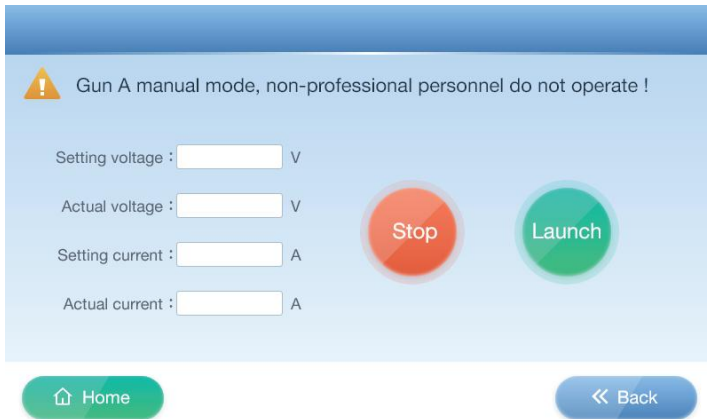 Gun A manual mode, non-professional personnel do not operate !
Setting voltage : V
Actual voltage : V
Setting current : A
Actual current : A
Stop
Launch
Home
Back